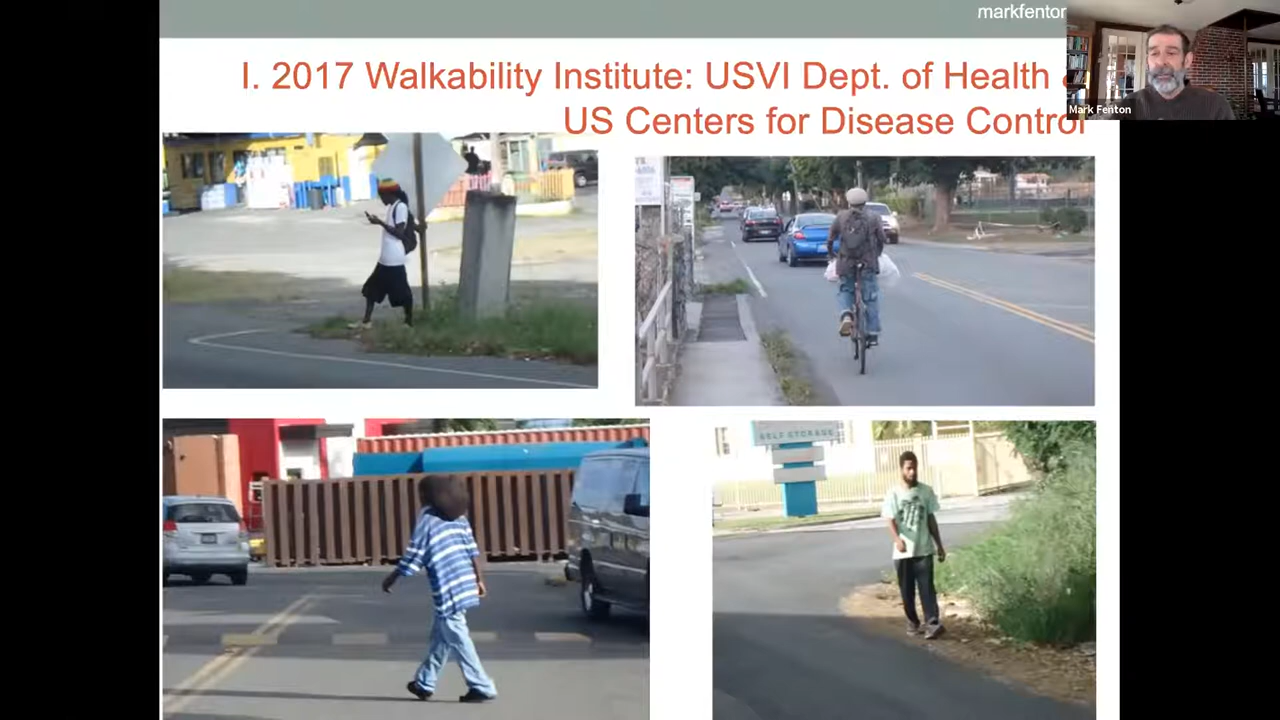 markfentor
I. 2017 Walkability Institute: USVI Dept. of Health
US Centers for Disease Control
Mark Fenton
SELF STORAGE